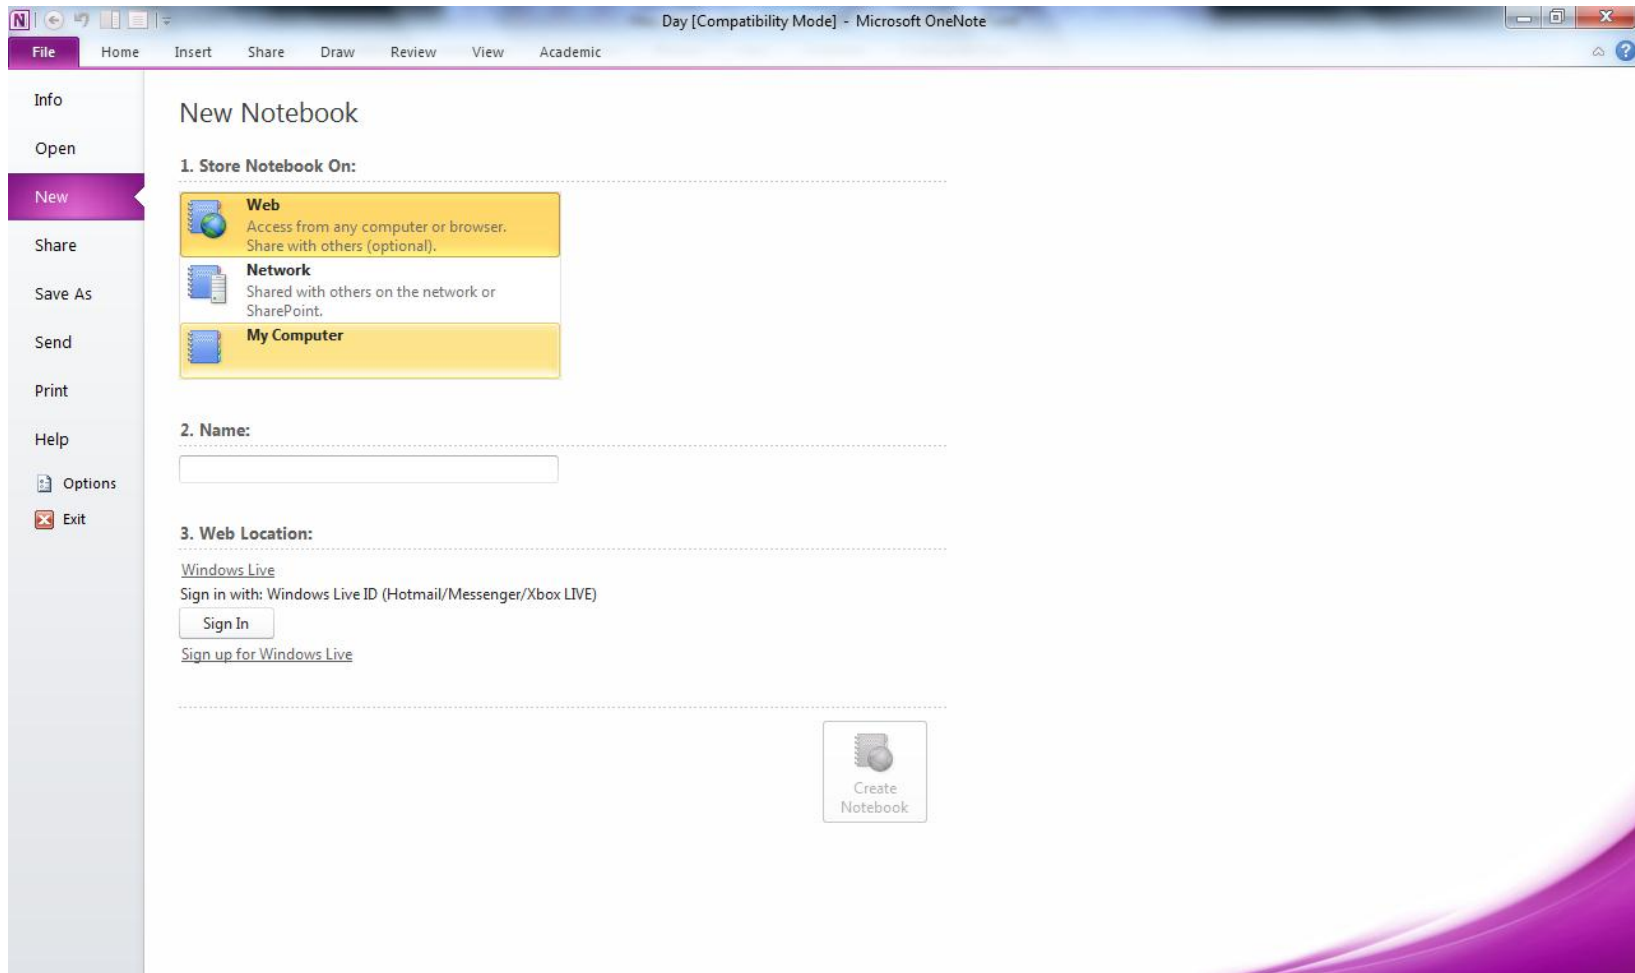 Day [Compatibility Mode] - Microsoft OneNote
File Home Insert Share Draw Review View Academic
Info
Open
New
Share
Save As
Send
Print
Help
Options
Exit
New Notebook
1. Store Notebook On:
Web
Access from any computer or browser.
Share with others (optional).
Network
Shared with others on the network or
SharePoint.
My Computer
2. Name:
3. Web Location:
Windows Live
Sign in with: Windows Live ID (Hotmail/Messenger/Xbox LIVE)
Sign In
Sign up for Windows Live
Create
Notebook